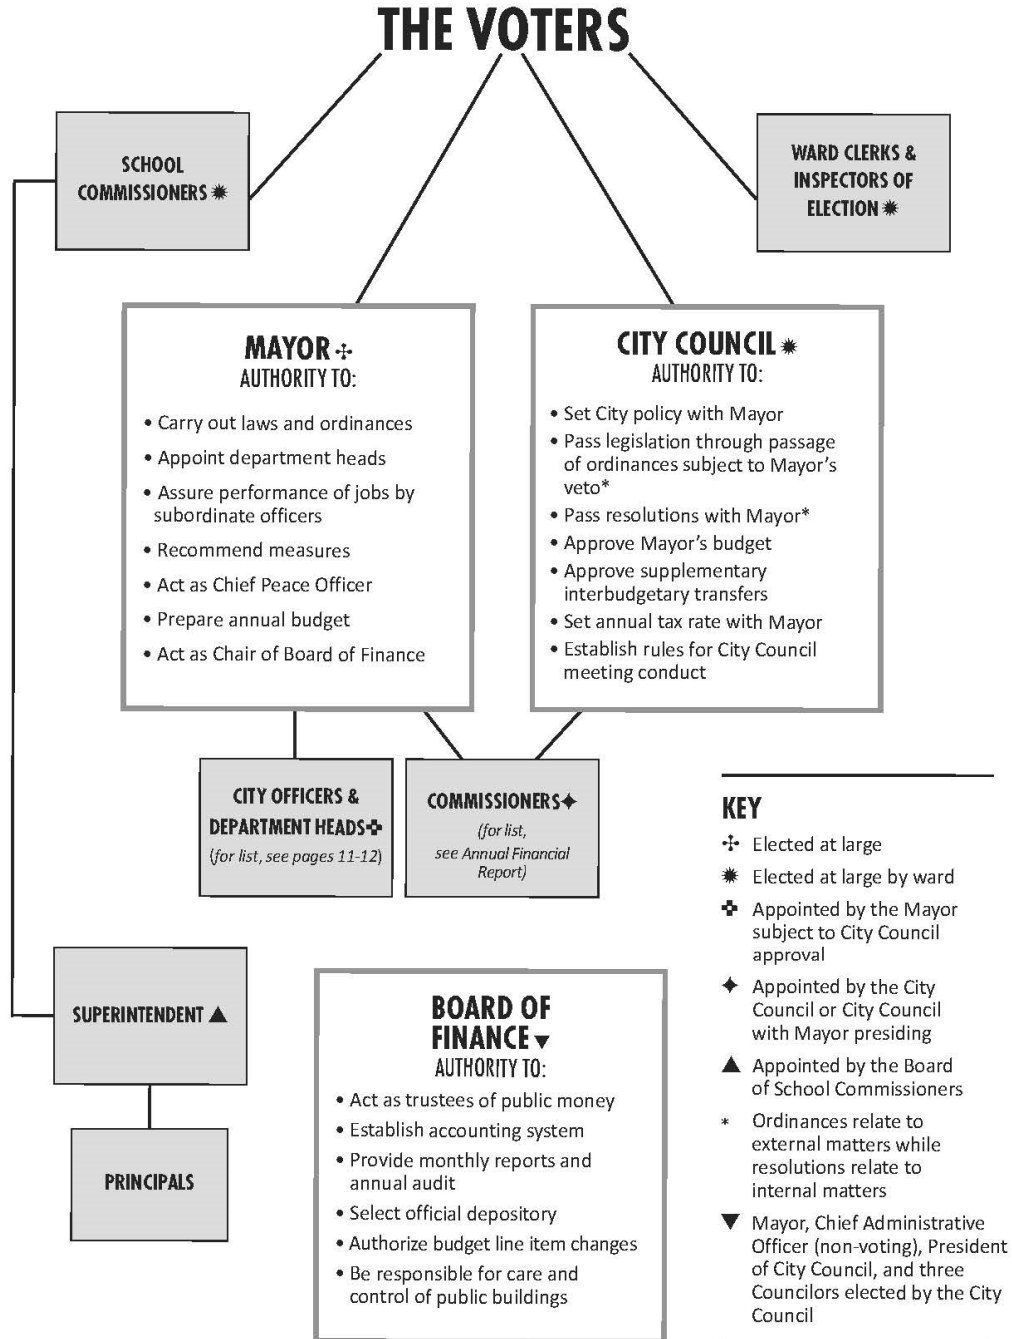 THE VOTERS
SCHOOL
COMMISSIONERS ✹
WARD CLERKS &
INSPECTORS OF
ELECTION ✹
MAYOR ✢
AUTHORITY TO:
• Carry out laws and ordinances
• Appoint department heads
• Assure performance of jobs by
subordinate officers
• Recommend measures
• Act as Chief Peace Officer
• Prepare annual budget
• Act as Chair of Board of Finance
CITY COUNCIL ✹
AUTHORITY TO:
• Set City policy with Mayor
• Pass legislation through passage
of ordinances subject to Mayor's
veto*
• Pass resolutions with Mayor*
• Approve Mayor's budget
• Approve supplementary
interbudgetary transfers
• Set annual tax rate with Mayor
• Establish rules for City Council
meeting conduct
CITY OFFICERS &
DEPARTMENT HEADS✜
(for list, see pages 11-12)
COMMISSIONERS✦
(for list,
see Annual Financial
Report)
SUPERINTENDENT ▲
PRINCIPALS
BOARD OF
FINANCE ▼
AUTHORITY TO:
• Act as trustees of public money
• Establish accounting system
• Provide monthly reports and
annual audit
• Select official depository
• Authorize budget line item changes
• Be responsible for care and
control of public buildings
KEY
✢ Elected at large
✹ Elected at large by ward
✜ Appointed by the Mayor
subject to City Council
approval
✦ Appointed by the City
Council or City Council
with Mayor presiding
▲ Appointed by the Board
of School Commissioners
* Ordinances relate to
external matters while
resolutions relate to
internal matters
▼ Mayor, Chief Administrative
Officer (non-voting), President
of City Council, and three
Councilors elected by the City
Council